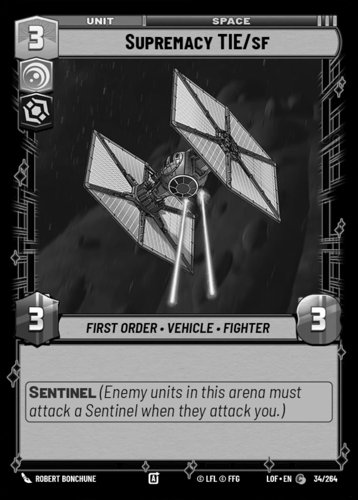 UNIT
SPACE
3
SUPREMACY TIE/SF
3
FIRST ORDER • VEHICLE • FIGHTER
3
SENTINEL (Enemy units in this arena must
attack a Sentinel when they attack you.)
ROBERT BONCHUNE
© LFL © FFG
LOF • EN
C
34/264